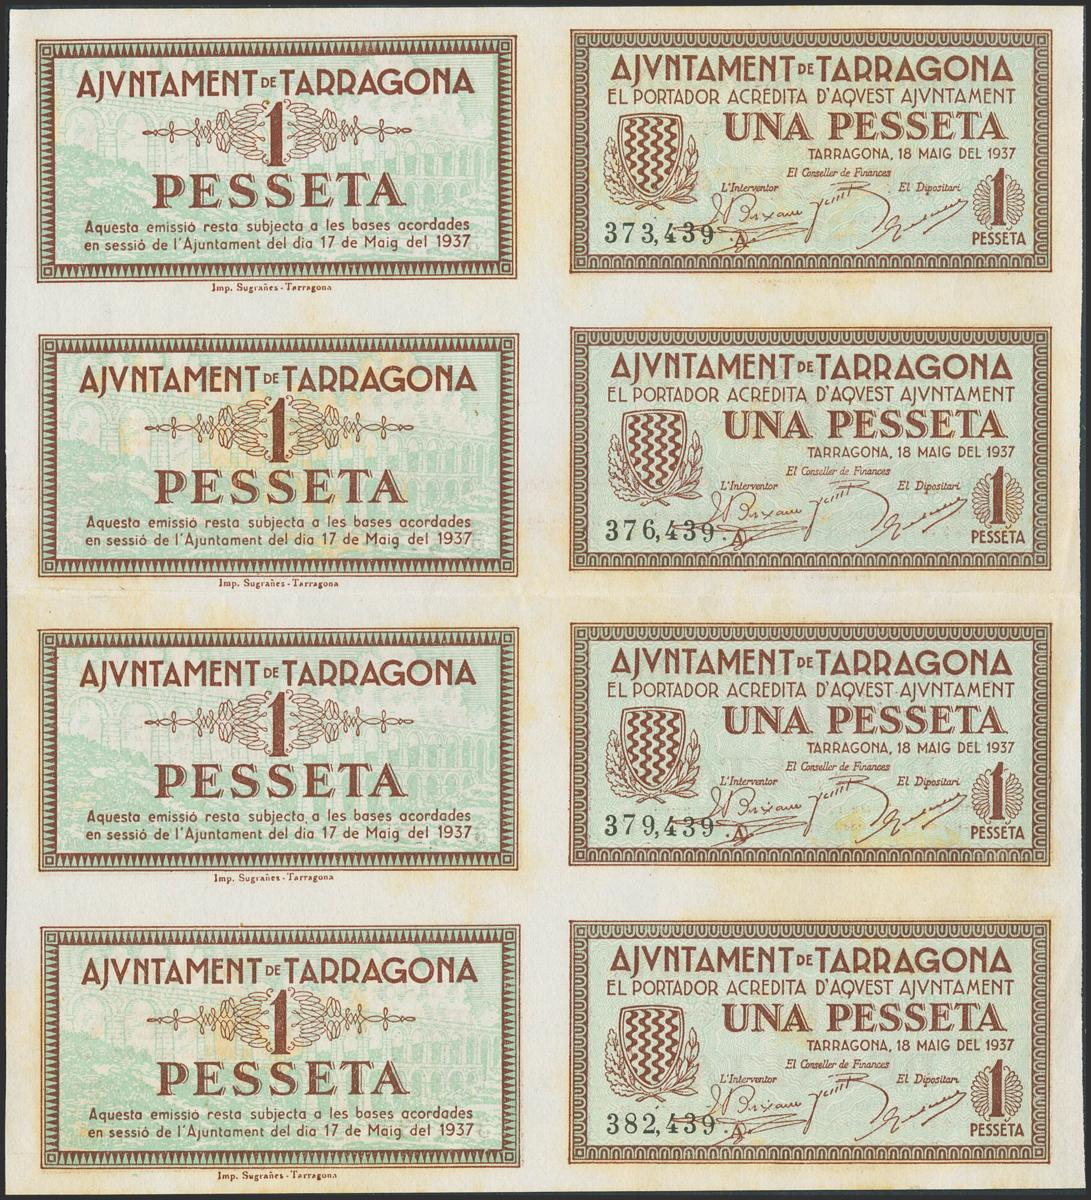 AJVNTAMENT DE TARRAGONA
1
PESSETA
Aquesta emissió resta subjecta a les bases acordades
en sessió de l'Ajuntament del dia 17 de Maig del 1937
Imp. Sugrañes - Tarragona
AJVNTAMENT DE TARRAGONA
EL PORTADOR ACREDITA D'AQVEST AJVNTAMENT
UNA PESSETA
TARRAGONA, 18 MAIG DEL 1937
El Conseller de Finances
L'Interventor El Dipositari
1
373,439 .A.
PESSETA
AJVNTAMENT DE TARRAGONA
1
PESSETA
Aquesta emissió resta subjecta a les bases acordades
en sessió de l'Ajuntament del dia 17 de Maig del 1937
Imp. Sugrañes - Tarragona
AJVNTAMENT DE TARRAGONA
EL PORTADOR ACREDITA D'AQVEST AJVNTAMENT
UNA PESSETA
TARRAGONA, 18 MAIG DEL 1937
El Conseller de Finances
L'Interventor El Dipositari
1
376,439 .A.
PESSETA
AJVNTAMENT DE TARRAGONA
1
PESSETA
Aquesta emissió resta subjecta a les bases acordades
en sessió de l'Ajuntament del dia 17 de Maig del 1937
Imp. Sugrañes - Tarragona
AJVNTAMENT DE TARRAGONA
EL PORTADOR ACREDITA D'AQVEST AJVNTAMENT
UNA PESSETA
TARRAGONA, 18 MAIG DEL 1937
El Conseller de Finances
L'Interventor El Dipositari
1
379,439 .A.
PESSETA
AJVNTAMENT DE TARRAGONA
1
PESSETA
Aquesta emissió resta subjecta a les bases acordades
en sessió de l'Ajuntament del dia 17 de Maig del 1937
Imp. Sugrañes - Tarragona
AJVNTAMENT DE TARRAGONA
EL PORTADOR ACREDITA D'AQVEST AJVNTAMENT
UNA PESSETA
TARRAGONA, 18 MAIG DEL 1937
El Conseller de Finances
L'Interventor El Dipositari
1
382,439 .A.
PESSETA